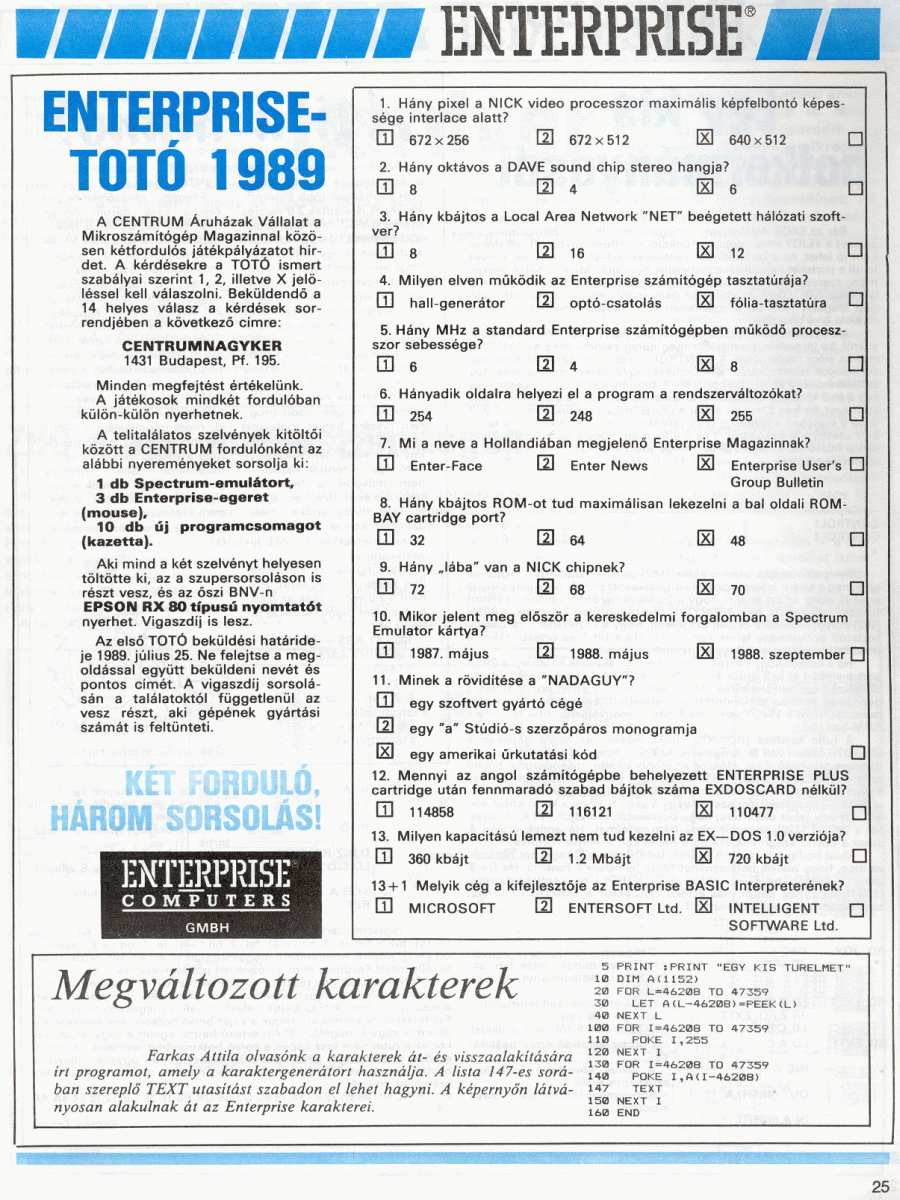 ENTERPRISE®
ENTERPRISE-
TOTÓ 1989
A CENTRUM Áruházak Vállalat a
Mikroszámítógép Magazinnal közö-
sen kétfordulós játékpályázatot hir-
det. A kérdésekre a TOTÓ ismert
szabályai szerint 1, 2, illetve X jelö-
léssel kell válaszolni. Beküldendő a
14 helyes válasz a kérdések sor-
rendjében a következő címre:
CENTRUMNAGYKER
1431 Budapest, Pf. 195.
Minden megfejtést értékelünk.
A játékosok mindkét fordulóban
külön-külön nyerhetnek.
A telitalálatos szelvények kitöltői
között a CENTRUM fordulónként az
alábbi nyereményeket sorsolja ki:
1 db Spectrum-emulátort,
3 db Enterprise-egeret
(mouse),
10 db új programcsomagot
(kazetta).
Aki mind a két szelvényt helyesen
töltötte ki, az a szupersorsoláson is
részt vesz, és az őszi BNV-n
EPSON RX 80 típusú nyomtatót
nyerhet. Vigaszdíj is lesz.
Az első TOTÓ beküldési határide-
je 1989. július 25. Ne felejtse a meg-
oldással együtt beküldeni nevét és
pontos címét. A vigaszdíj sorsolá-
sán a találatoktól függetlenül az
vesz részt, aki gépének gyártási
számát is feltünteti.
KÉT FORDULÓ,
HÁROM SORSOLÁS!
ENTERPRISE
COMPUTERS
GMBH
1. Hány pixel a NICK video processzor maximális képfelbontó képes-
sége interlace alatt?
1 672 × 256 2 672 × 512 X 640 × 512
2. Hány oktávos a DAVE sound chip stereo hangja?
1 8 2 4 X 6
3. Hány kbájtos a Local Area Network "NET" beégetett hálózati szoft-
ver?
1 8 2 16 X 12
4. Milyen elven működik az Enterprise számítógép tasztatúrája?
1 hall-generátor 2 optó-csatolás X fólia-tasztatúra
5. Hány MHz a standard Enterprise számítógépben működő procesz-
szor sebessége?
1 6 2 4 X 8
6. Hányadik oldalra helyezi el a program a rendszerváltozókat?
1 254 2 248 X 255
7. Mi a neve a Hollandiában megjelenő Enterprise Magazinnak?
1 Enter-Face 2 Enter News X Enterprise User's
Group Bulletin
8. Hány kbájtos ROM-ot tud maximálisan lekezelni a bal oldali ROM-
BAY cartridge port?
1 32 2 64 X 48
9. Hány „lába" van a NICK chipnek?
1 72 2 68 X 70
10. Mikor jelent meg először a kereskedelmi forgalomban a Spectrum
Emulator kártya?
1 1987. május 2 1988. május X 1988. szeptember
11. Minek a rövidítése a "NADAGUY"?
1 egy szoftvert gyártó cégé
2 egy "a" Stúdió-s szerzőpáros monogramja
X egy amerikai űrkutatási kód
12. Mennyi az angol számítógépbe behelyezett ENTERPRISE PLUS
cartridge után fennmaradó szabad bájtok száma EXDOSCARD nélkül?
1 114858 2 116121 X 110477
13. Milyen kapacitású lemezt nem tud kezelni az EX—DOS 1.0 verziója?
1 360 kbájt 2 1.2 Mbájt X 720 kbájt
13+1 Melyik cég a kifejlesztője az Enterprise BASIC Interpreterének?
1 MICROSOFT 2 ENTERSOFT Ltd. X INTELLIGENT
SOFTWARE Ltd.
Megváltozott karakterek
Farkas Attila olvasónk a karakterek át- és visszaalakítására
írt programot, amely a karaktergenerátort használja. A lista 147-es sorá-
ban szereplő TEXT utasítást szabadon el lehet hagyni. A képernyőn látvá-
nyosan alakulnak át az Enterprise karakterei.
5 PRINT :PRINT "EGY KIS TURELMET"
10 DIM A(1152)
20 FOR L=46208 TO 47359
30 LET A(L-46208)=PEEK(L)
40 NEXT L
100 FOR I=46208 TO 47359
110 POKE I,255
120 NEXT I
130 FOR I=46208 TO 47359
140 POKE I,A(I-46208)
147 TEXT
150 NEXT I
160 END
25